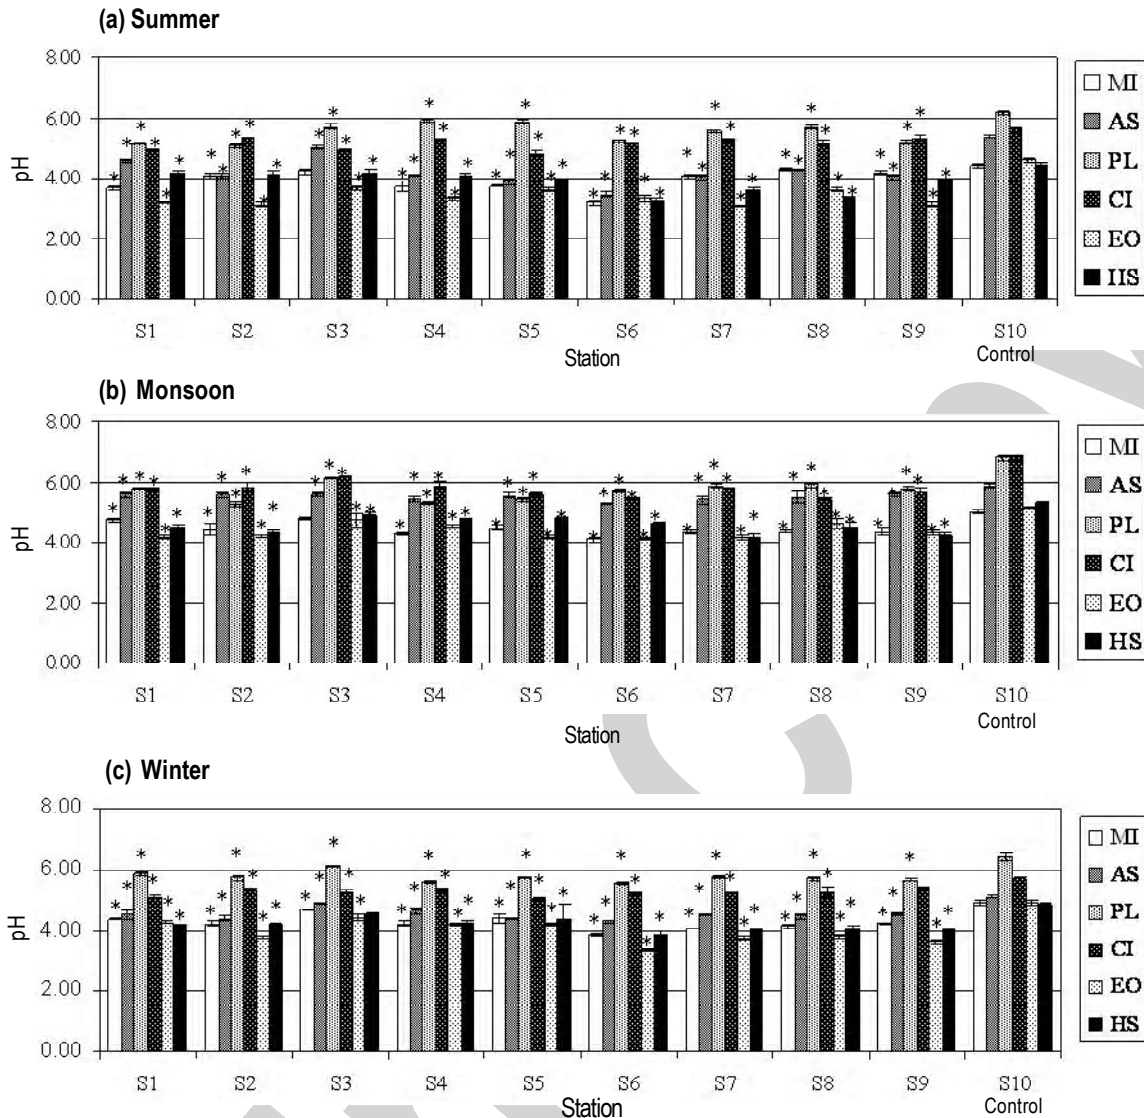 (a) Summer
8.00
6.00
4.00
2.00
0.00
pH
S1 S2 S3 S4 S5 S6 S7 S8 S9 S10
Station
Control
MI
AS
PL
CI
EO
HS
(b) Monsoon
8.00
6.00
4.00
2.00
0.00
pH
S1 S2 S3 S4 S5 S6 S7 S8 S9 S10
Station
Control
MI
AS
PL
CI
EO
HS
(c) Winter
8.00
6.00
4.00
2.00
0.00
pH
S1 S2 S3 S4 S5 S6 S7 S8 S9 S10
Station
Control
MI
AS
PL
CI
EO
HS